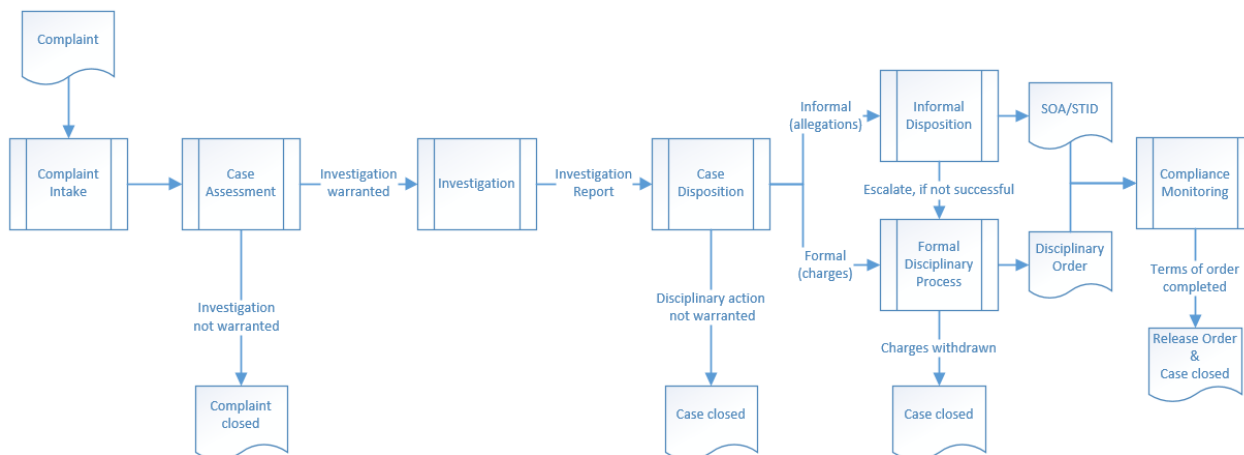 Complaint
Complaint
Intake
Case
Assessment
Investigation
warranted
Investigation
Investigation
Report
Case
Disposition
Informal
(allegations)
Informal
Disposition
SOA/STID
Escalate, if not successful
Formal
(charges)
Formal
Disciplinary
Process
Disciplinary
Order
Compliance
Monitoring
Investigation
not warranted
Disciplinary action
not warranted
Charges withdrawn
Terms of order
completed
Complaint
closed
Case closed
Case closed
Release Order
&
Case closed